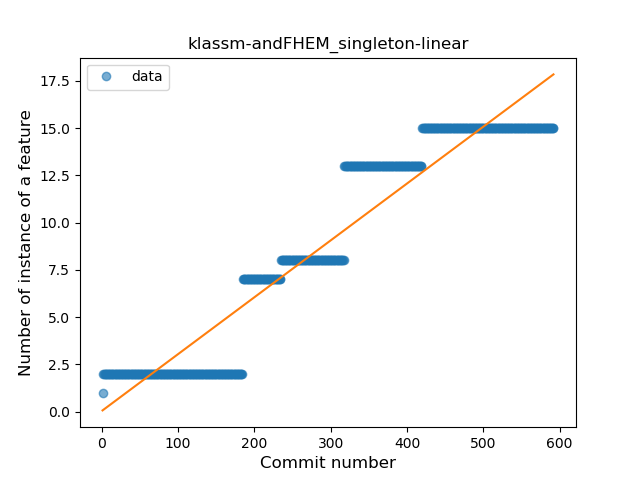 klassm-andFHEM_singleton-linear
data
Number of instance of a feature
17.5
15.0
12.5
10.0
7.5
5.0
2.5
0.0
0 100 200 300 400 500 600
Commit number